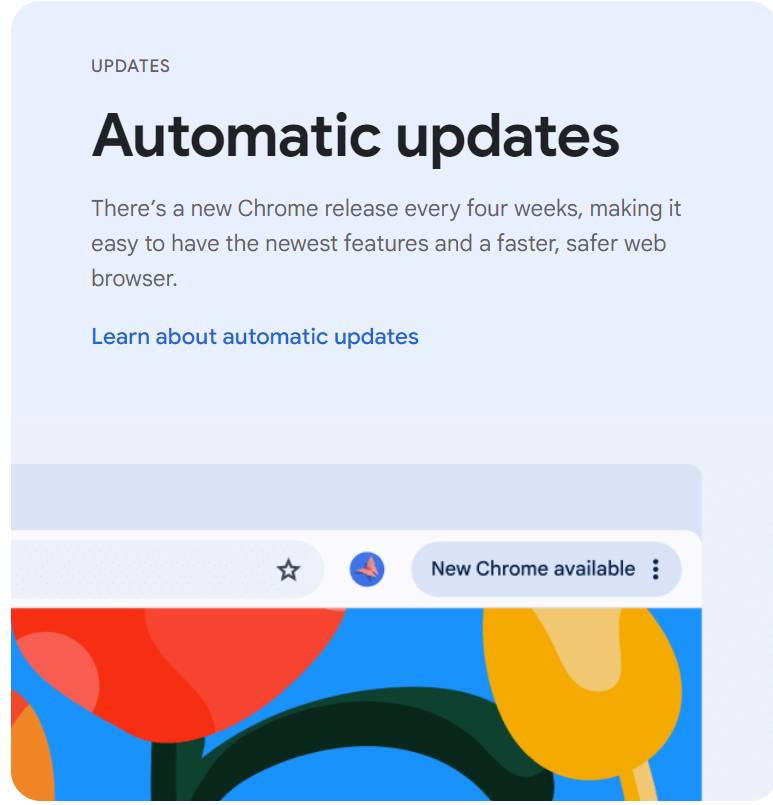 UPDATES
Automatic updates
There’s a new Chrome release every four weeks, making it
easy to have the newest features and a faster, safer web
browser.
Learn about automatic updates
New Chrome available